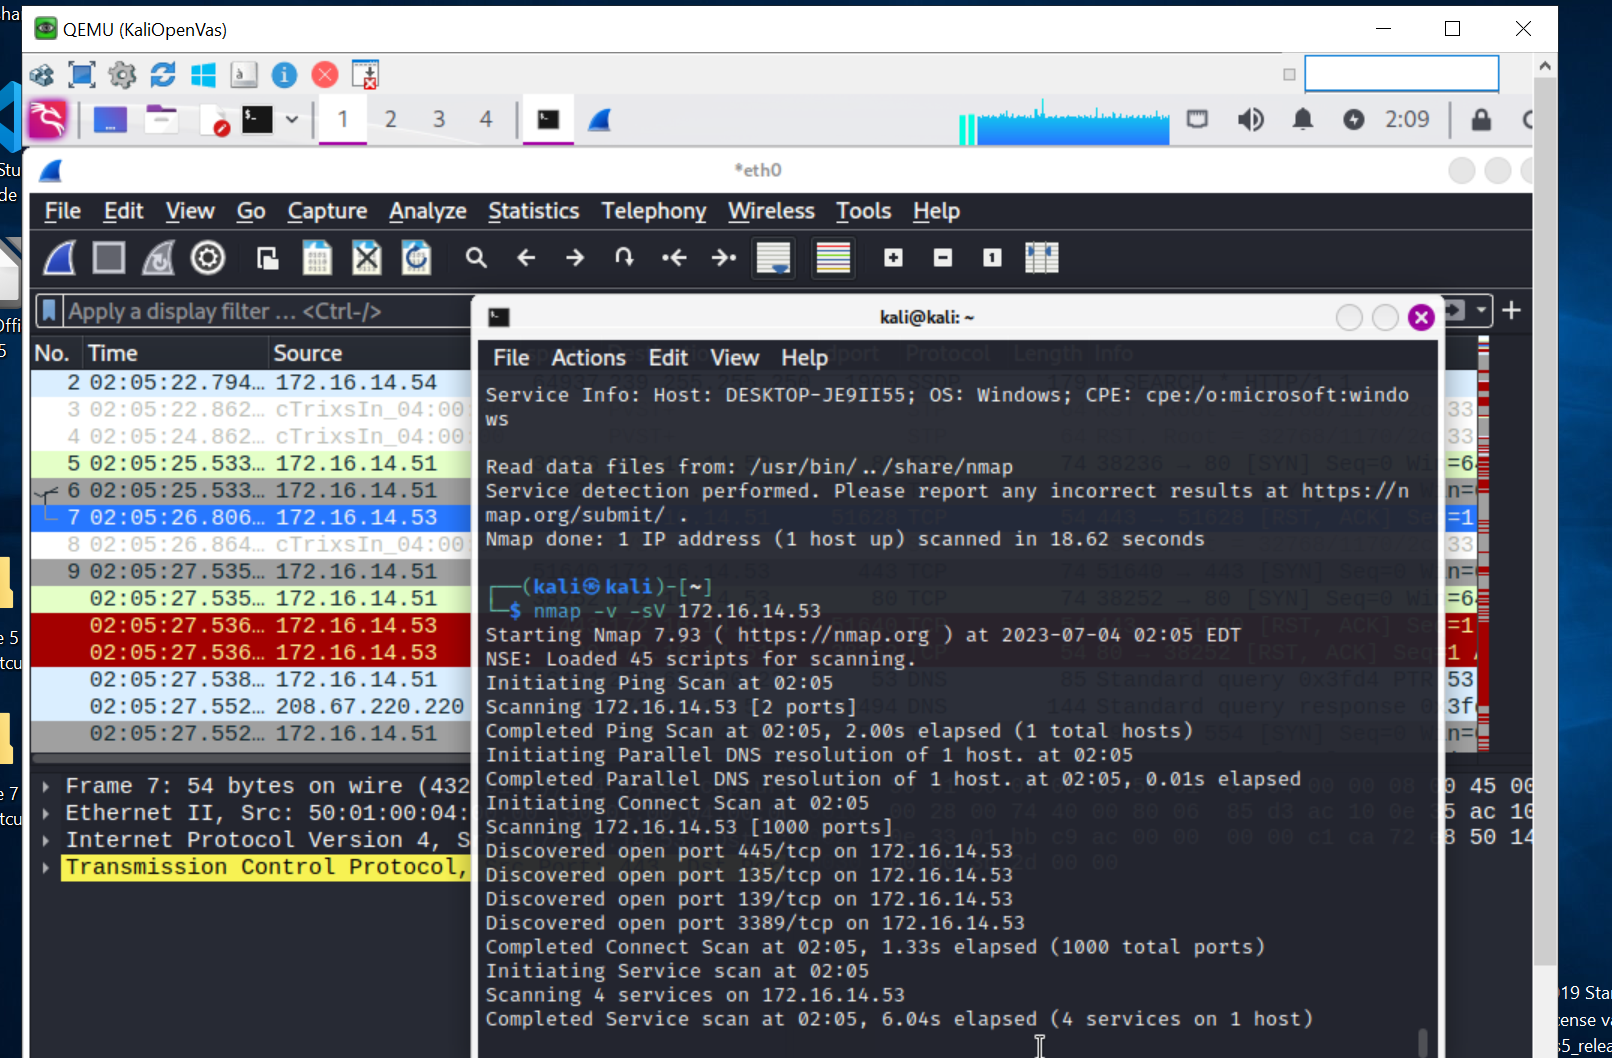 QEMU (KaliOpenVas)
1 2 3 4
2:09
*eth0
File Edit View Go Capture Analyze Statistics Telephony Wireless Tools Help
Apply a display filter ... <Ctrl-/>
No. Time Source
2 02:05:22.794... 172.16.14.54
3 02:05:22.862... cTrixsIn_04:00:
4 02:05:24.862... cTrixsIn_04:00:
5 02:05:25.533... 172.16.14.51
6 02:05:25.533... 172.16.14.51
7 02:05:26.806... 172.16.14.53
8 02:05:26.864... cTrixsIn_04:00:
9 02:05:27.535... 172.16.14.51
02:05:27.535... 172.16.14.51
02:05:27.536... 172.16.14.53
02:05:27.536... 172.16.14.53
02:05:27.538... 172.16.14.51
02:05:27.552... 208.67.220.220
02:05:27.552... 172.16.14.51
Frame 7: 54 bytes on wire (432
Ethernet II, Src: 50:01:00:04:
Internet Protocol Version 4, S
Transmission Control Protocol,
kali@kali: ~
File Actions Edit View Help
Service Info: Host: DESKTOP-JE9II55; OS: Windows; CPE: cpe:/o:microsoft:windo
ws
Read data files from: /usr/bin/../share/nmap
Service detection performed. Please report any incorrect results at https://n
map.org/submit/ .
Nmap done: 1 IP address (1 host up) scanned in 18.62 seconds
┌──(kali㉿kali)-[~]
└─$ nmap -v -sV 172.16.14.53
Starting Nmap 7.93 ( https://nmap.org ) at 2023-07-04 02:05 EDT
NSE: Loaded 45 scripts for scanning.
Initiating Ping Scan at 02:05
Scanning 172.16.14.53 [2 ports]
Completed Ping Scan at 02:05, 2.00s elapsed (1 total hosts)
Initiating Parallel DNS resolution of 1 host. at 02:05
Completed Parallel DNS resolution of 1 host. at 02:05, 0.01s elapsed
Initiating Connect Scan at 02:05
Scanning 172.16.14.53 [1000 ports]
Discovered open port 445/tcp on 172.16.14.53
Discovered open port 135/tcp on 172.16.14.53
Discovered open port 139/tcp on 172.16.14.53
Discovered open port 3389/tcp on 172.16.14.53
Completed Connect Scan at 02:05, 1.33s elapsed (1000 total ports)
Initiating Service scan at 02:05
Scanning 4 services on 172.16.14.53
Completed Service scan at 02:05, 6.04s elapsed (4 services on 1 host)